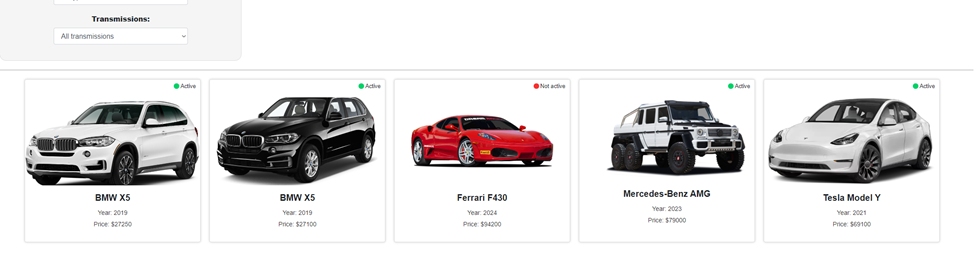 Transmissions:
All transmissions
Active
BMW X5
Year: 2019
Price: $27250
Active
BMW X5
Year: 2019
Price: $27100
Not active
Ferrari F430
Year: 2024
Price: $94200
Active
Mercedes-Benz AMG
Year: 2023
Price: $79000
Active
Tesla Model Y
Year: 2021
Price: $69100